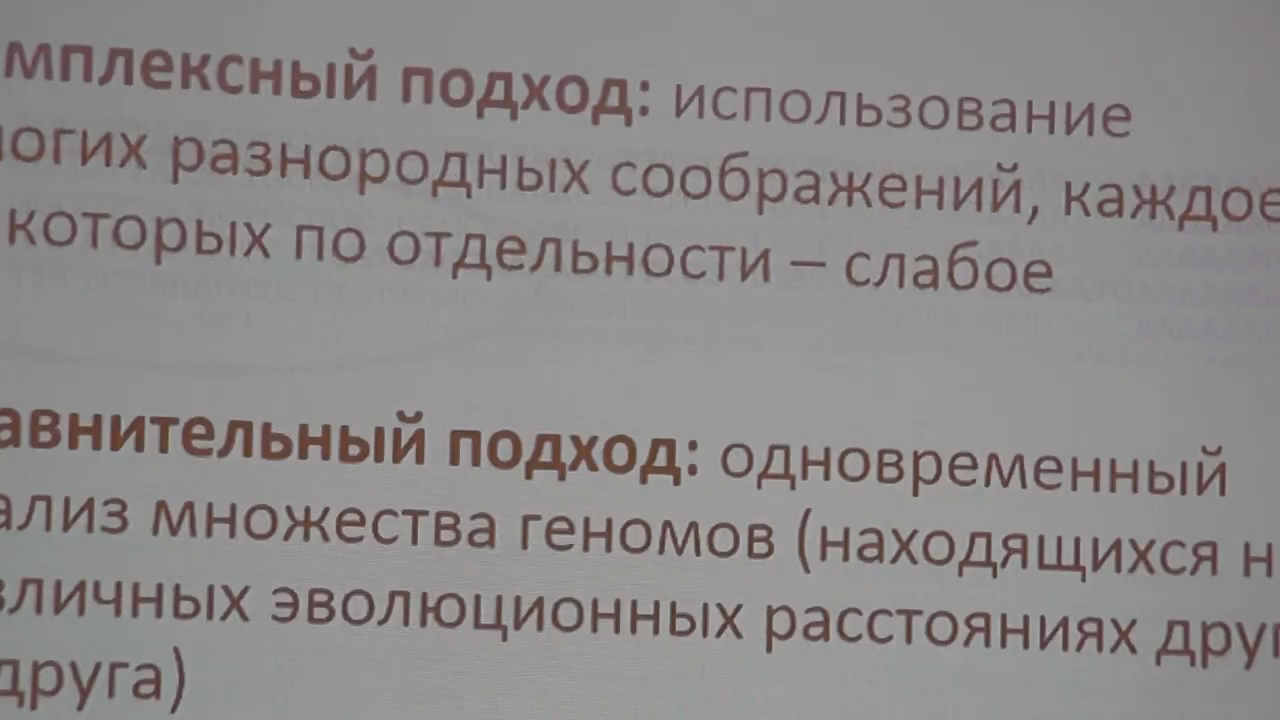 мплексный подход: использование
ногих разнородных соображений, каждое
которых по отдельности – слабое
авнительный подход: одновременный
ализ множества геномов (находящихся н
зличных эволюционных расстояниях друг
друга)